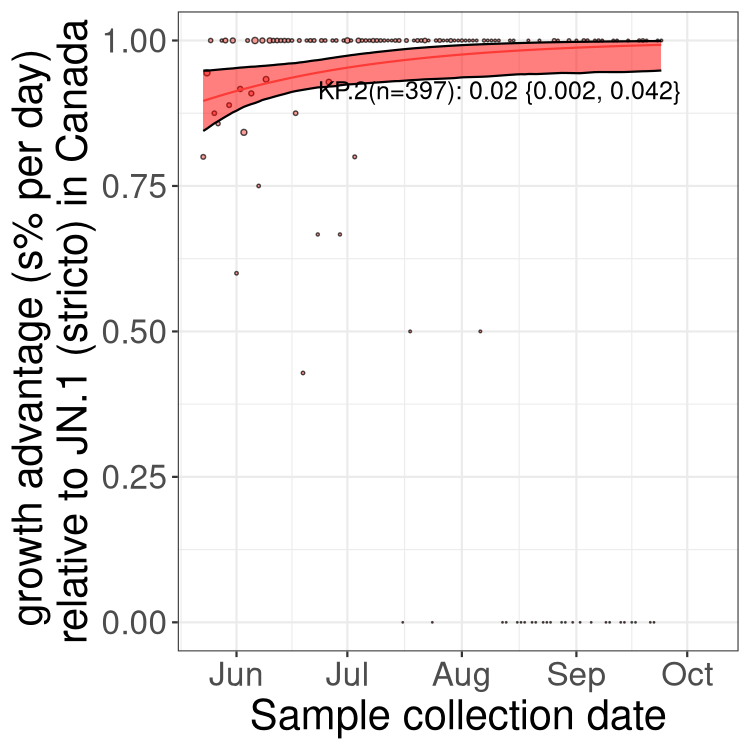 growth advantage (s% per day)
relative to JN.1 (stricto) in Canada
1.00
0.75
0.50
0.25
0.00
KP.2(n=397): 0.02 {0.002, 0.042}
Jun Jul Aug Sep Oct
Sample collection date